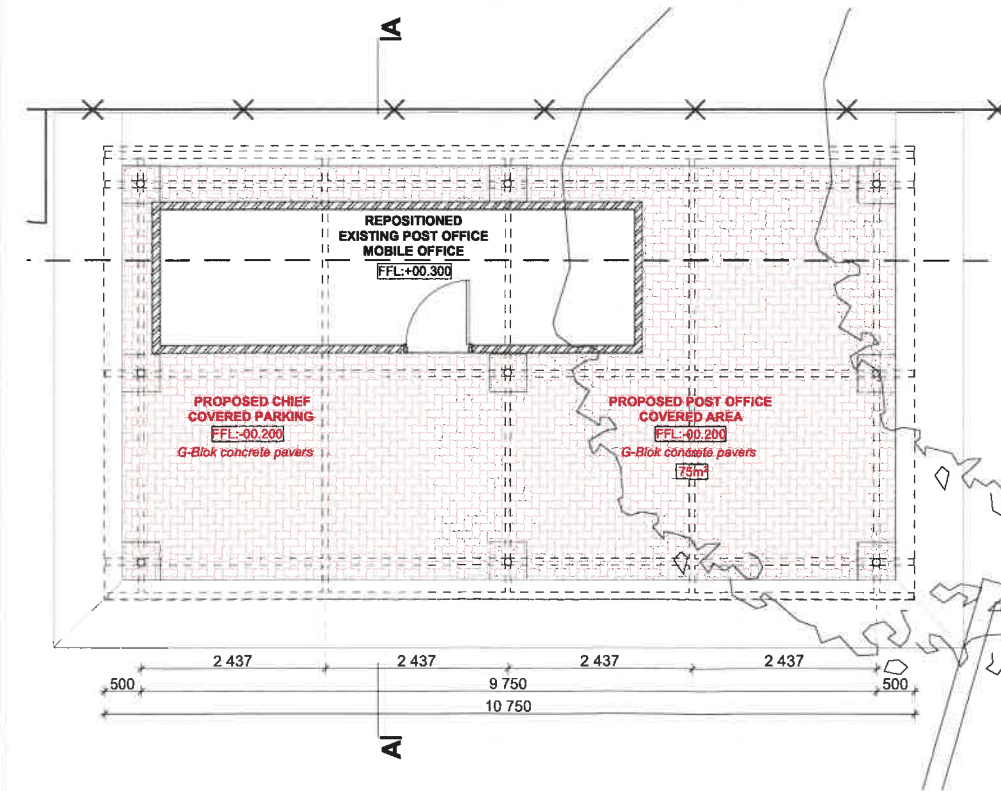 A
REPOSITIONED
EXISTING POST OFFICE
MOBILE OFFICE
FFL:+00.300
PROPOSED CHIEF
COVERED PARKING
FFL:-00.200
G-Blok concrete pavers
PROPOSED POST OFFICE
COVERED AREA
FFL:-00.200
G-Blok concrete pavers
75m²
2 437 2 437 2 437 2 437
500 9 750 500
10 750
A